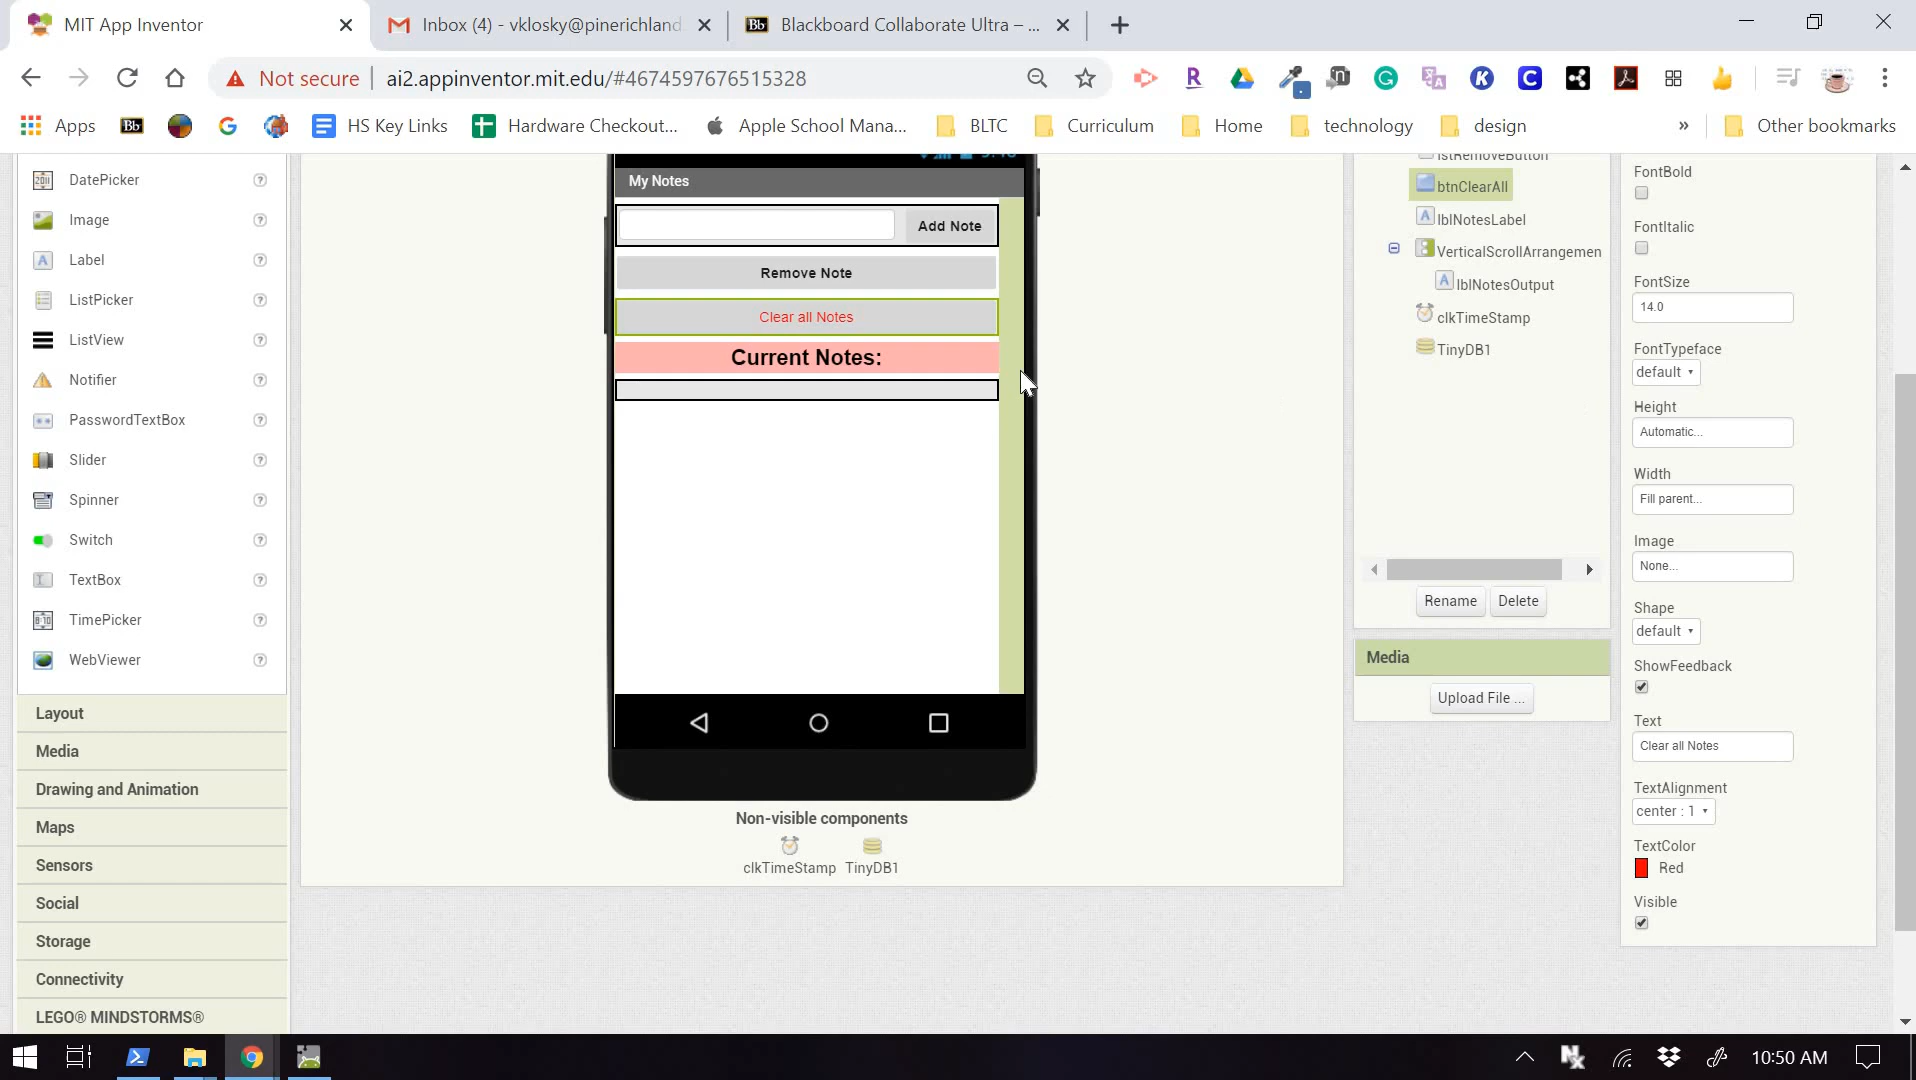 MIT App Inventor
Inbox (4) - vklosky@pinerichland
Bb Blackboard Collaborate Ultra – ...
Not secure ai2.appinventor.mit.edu/#4674597676515328
Apps
Bb
HS Key Links
Hardware Checkout...
Apple School Mana...
BLTC
Curriculum
Home
technology
design
»
Other bookmarks
DatePicker
Image
Label
ListPicker
ListView
Notifier
PasswordTextBox
Slider
Spinner
Switch
TextBox
TimePicker
WebViewer
Layout
Media
Drawing and Animation
Maps
Sensors
Social
Storage
Connectivity
LEGO® MINDSTORMS®
My Notes
Add Note
Remove Note
Clear all Notes
Current Notes:
Non-visible components
clkTimeStamp TinyDB1
lstRemoveButton
btnClearAll
lblNotesLabel
VerticalScrollArrangemen
lblNotesOutput
clkTimeStamp
TinyDB1
Rename Delete
Media
Upload File ...
FontBold
FontItalic
FontSize
14.0
FontTypeface
default
Height
Automatic...
Width
Fill parent...
Image
None...
Shape
default
ShowFeedback
Text
Clear all Notes
TextAlignment
center : 1
TextColor
Red
Visible
10:50 AM